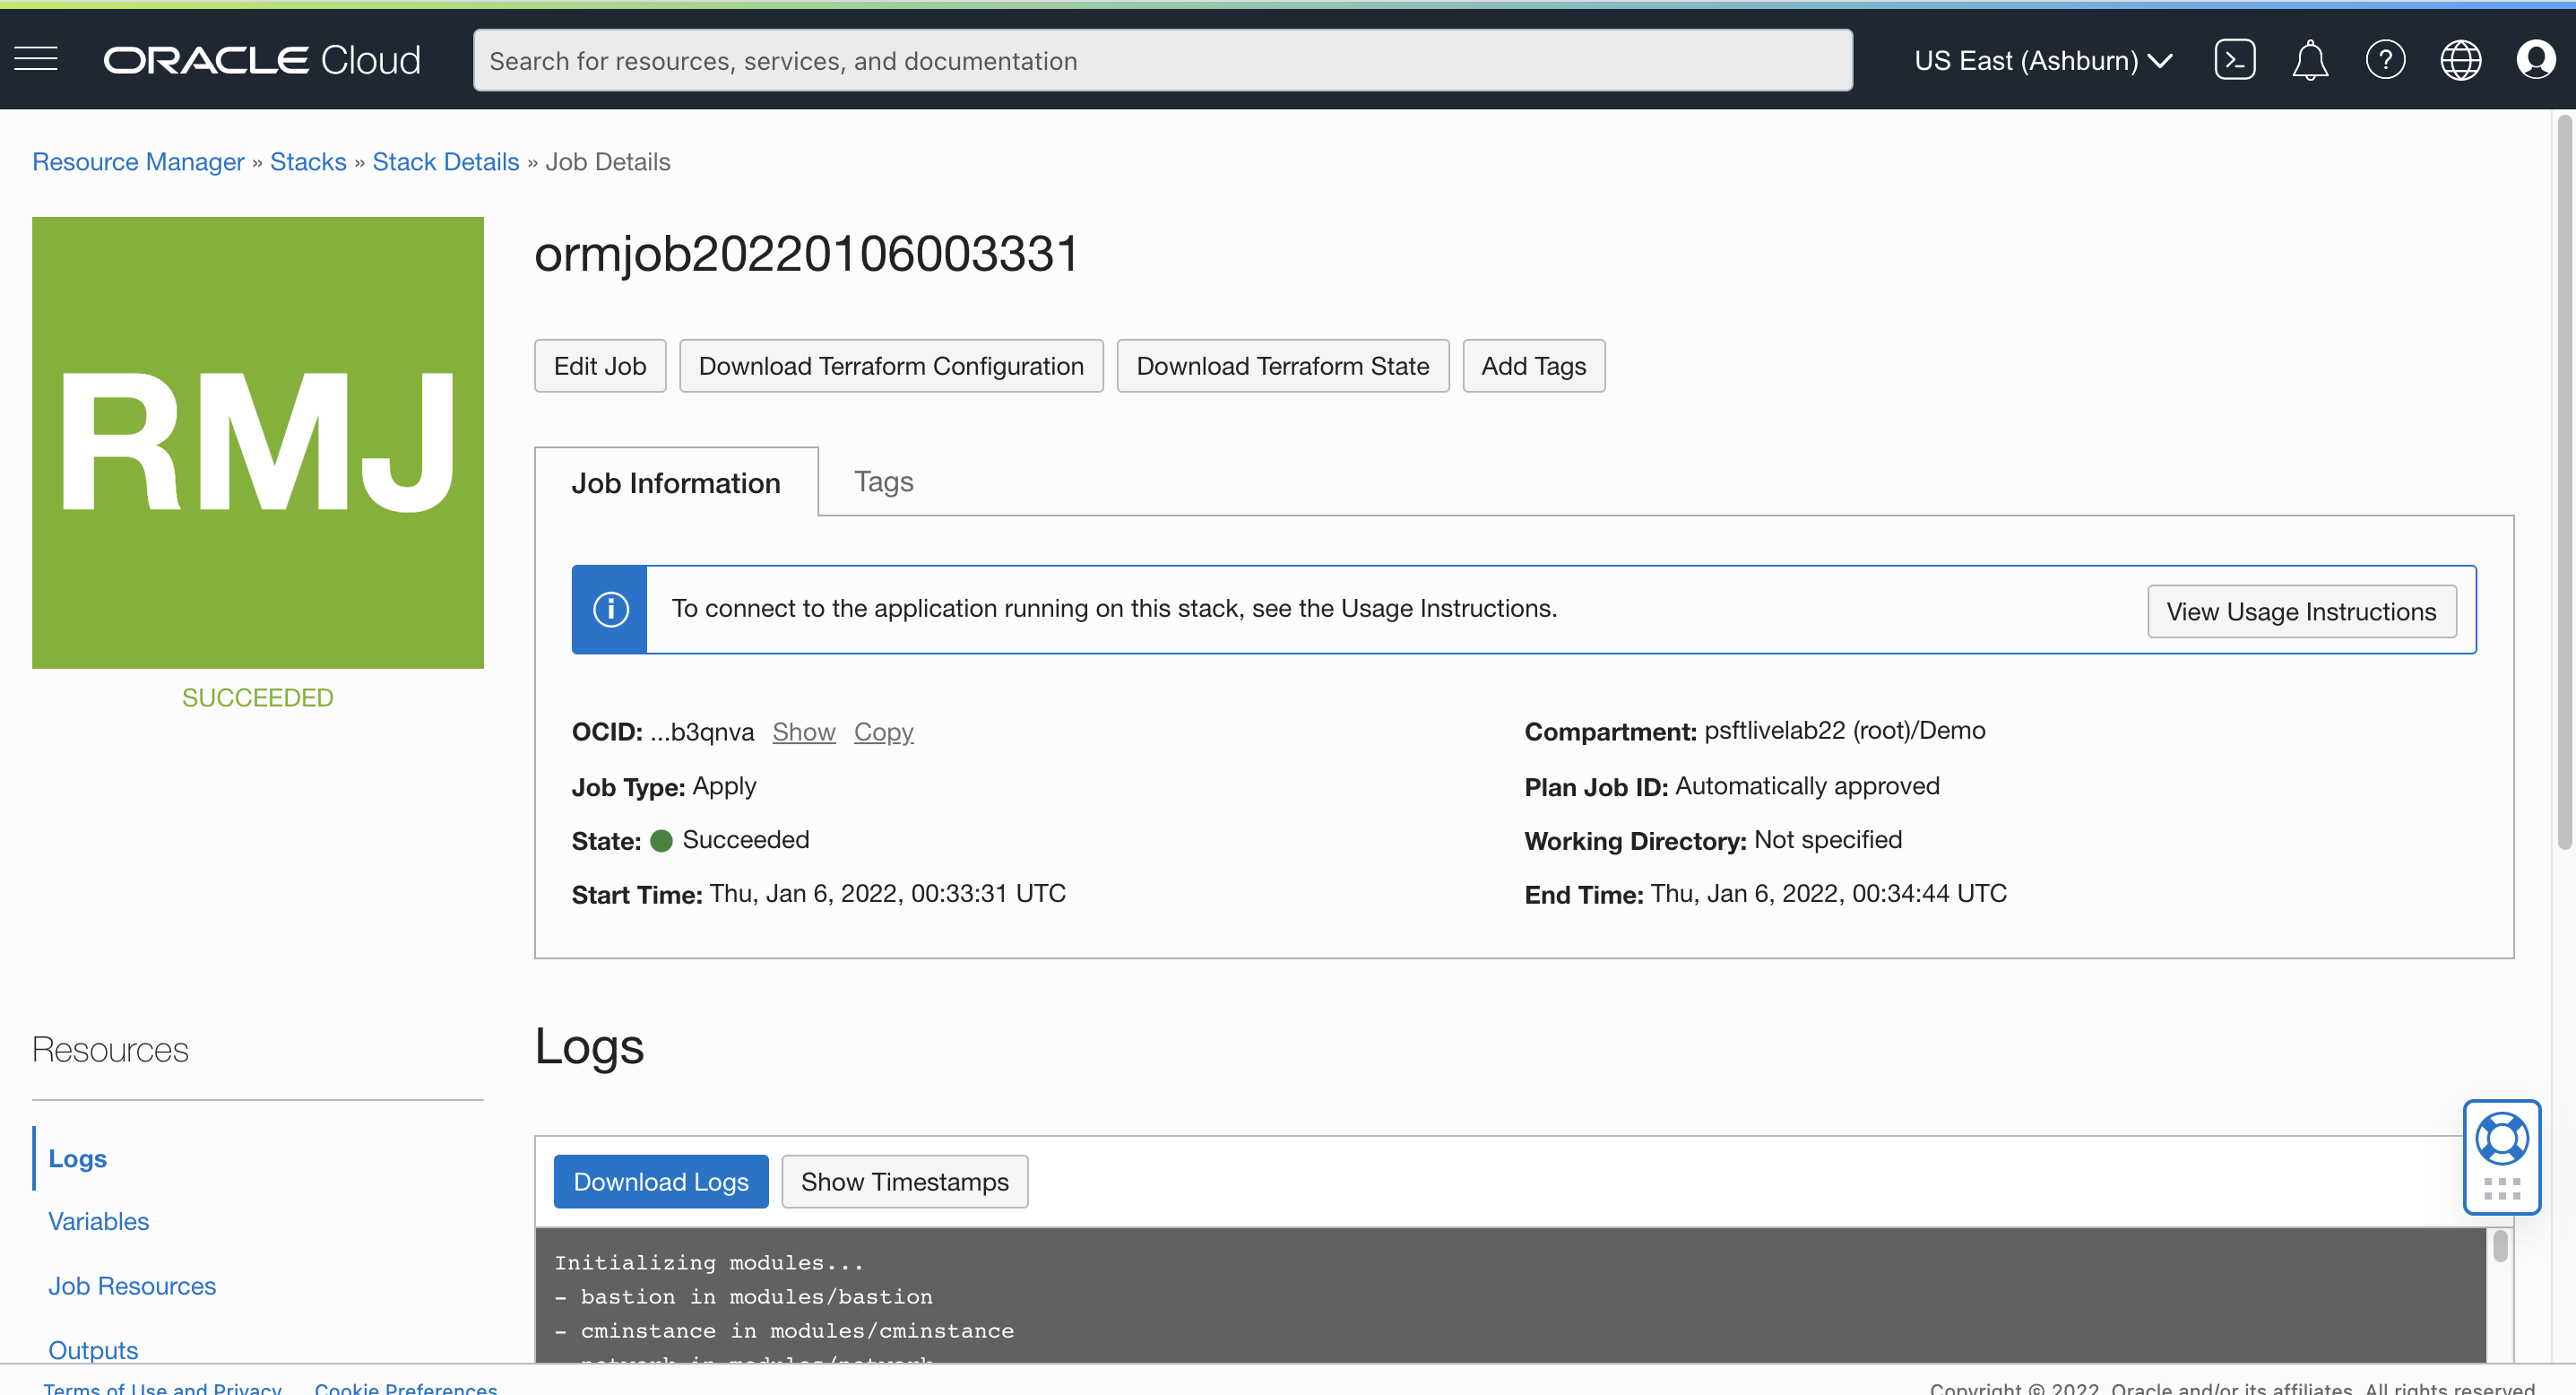 ORACLE Cloud
Search for resources, services, and documentation
US East (Ashburn)
Resource Manager » Stacks » Stack Details » Job Details
RMJ
SUCCEEDED
ormjob20220106003331
Edit Job
Download Terraform Configuration
Download Terraform State
Add Tags
Job Information
Tags
To connect to the application running on this stack, see the Usage Instructions.
View Usage Instructions
OCID: ...b3qnva Show Copy
Compartment: psftlivelab22 (root)/Demo
Job Type: Apply
Plan Job ID: Automatically approved
State: Succeeded
Working Directory: Not specified
Start Time: Thu, Jan 6, 2022, 00:33:31 UTC
End Time: Thu, Jan 6, 2022, 00:34:44 UTC
Resources
Logs
Variables
Job Resources
Outputs
Logs
Download Logs
Show Timestamps
Initializing modules...
- bastion in modules/bastion
- cminstance in modules/cminstance
- network in modules/network
Terms of Use and Privacy
Cookie Preferences
Copyright © 2022, Oracle and/or its affiliates. All rights reserved.